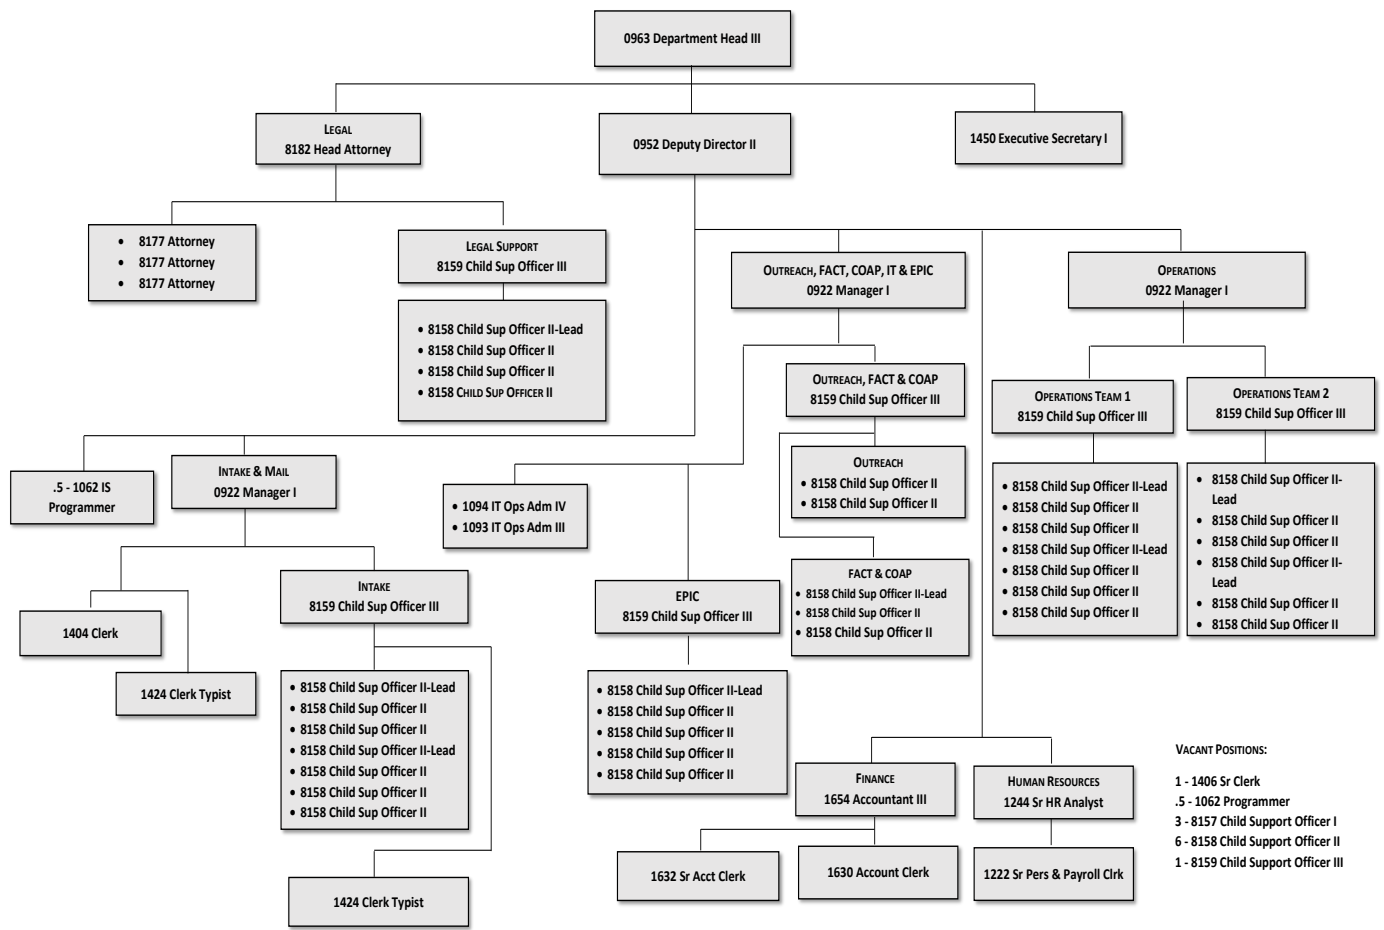 0963 Department Head III
LEGAL
8182 Head Attorney
0952 Deputy Director II
1450 Executive Secretary I
• 8177 Attorney
• 8177 Attorney
• 8177 Attorney
LEGAL SUPPORT
8159 Child Sup Officer III
• 8158 Child Sup Officer II-Lead
• 8158 Child Sup Officer II
• 8158 Child Sup Officer II
• 8158 CHILD SUP OFFICER II
OUTREACH, FACT, COAP, IT & EPIC
0922 Manager I
OPERATIONS
0922 Manager I
OUTREACH, FACT & COAP
8159 Child Sup Officer III
OPERATIONS TEAM 1
8159 Child Sup Officer III
OPERATIONS TEAM 2
8159 Child Sup Officer III
.5 - 1062 IS
Programmer
INTAKE & MAIL
0922 Manager I
• 1094 IT Ops Adm IV
• 1093 IT Ops Adm III
OUTREACH
• 8158 Child Sup Officer II
• 8158 Child Sup Officer II
• 8158 Child Sup Officer II-Lead
• 8158 Child Sup Officer II
• 8158 Child Sup Officer II
• 8158 Child Sup Officer II-Lead
• 8158 Child Sup Officer II
• 8158 Child Sup Officer II
• 8158 Child Sup Officer II
• 8158 Child Sup Officer II-
Lead
• 8158 Child Sup Officer II
• 8158 Child Sup Officer II
• 8158 Child Sup Officer II-
Lead
• 8158 Child Sup Officer II
• 8158 Child Sup Officer II
FACT & COAP
• 8158 Child Sup Officer II-Lead
• 8158 Child Sup Officer II
• 8158 Child Sup Officer II
1404 Clerk
1424 Clerk Typist
INTAKE
8159 Child Sup Officer III
• 8158 Child Sup Officer II-Lead
• 8158 Child Sup Officer II
• 8158 Child Sup Officer II
• 8158 Child Sup Officer II-Lead
• 8158 Child Sup Officer II
• 8158 Child Sup Officer II
• 8158 Child Sup Officer II
1424 Clerk Typist
EPIC
8159 Child Sup Officer III
• 8158 Child Sup Officer II-Lead
• 8158 Child Sup Officer II
• 8158 Child Sup Officer II
• 8158 Child Sup Officer II
• 8158 Child Sup Officer II
FINANCE
1654 Accountant III
HUMAN RESOURCES
1244 Sr HR Analyst
1632 Sr Acct Clerk
1630 Account Clerk
1222 Sr Pers & Payroll Clrk
VACANT POSITIONS:
1 - 1406 Sr Clerk
.5 - 1062 Programmer
3 - 8157 Child Support Officer I
6 - 8158 Child Support Officer II
1 - 8159 Child Support Officer III